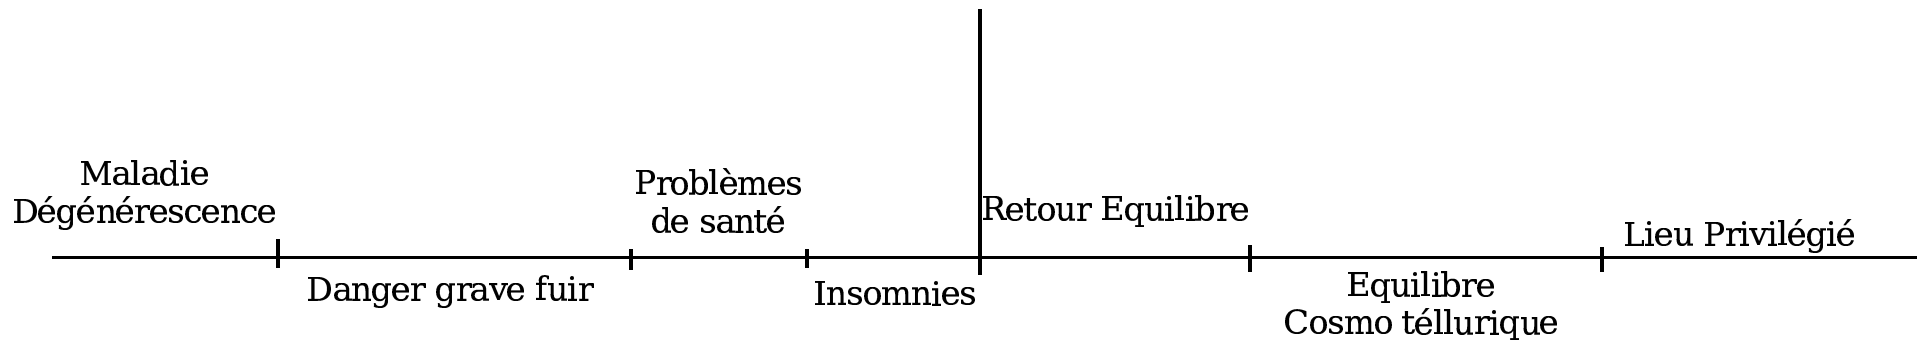 Maladie
Dégénérescence
Danger grave fuir
Problèmes
de santé
Insomnies
Retour Equilibre
Equilibre
Cosmo téllurique
Lieu Privilégié